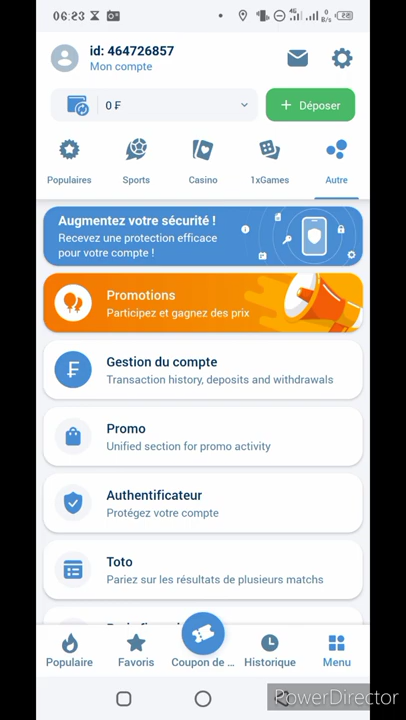 06:23
id: 464726857
Mon compte
0 ₣
+ Déposer
Populaires
Sports
Casino
1xGames
Autre
Augmentez votre sécurité !
Recevez une protection efficace
pour votre compte !
Promotions
Participez et gagnez des prix
Gestion du compte
Transaction history, deposits and withdrawals
Promo
Unified section for promo activity
Authentificateur
Protégez votre compte
Toto
Pariez sur les résultats de plusieurs matchs
Populaire
Favoris
Coupon de ...
Historique
Menu
PowerDirector